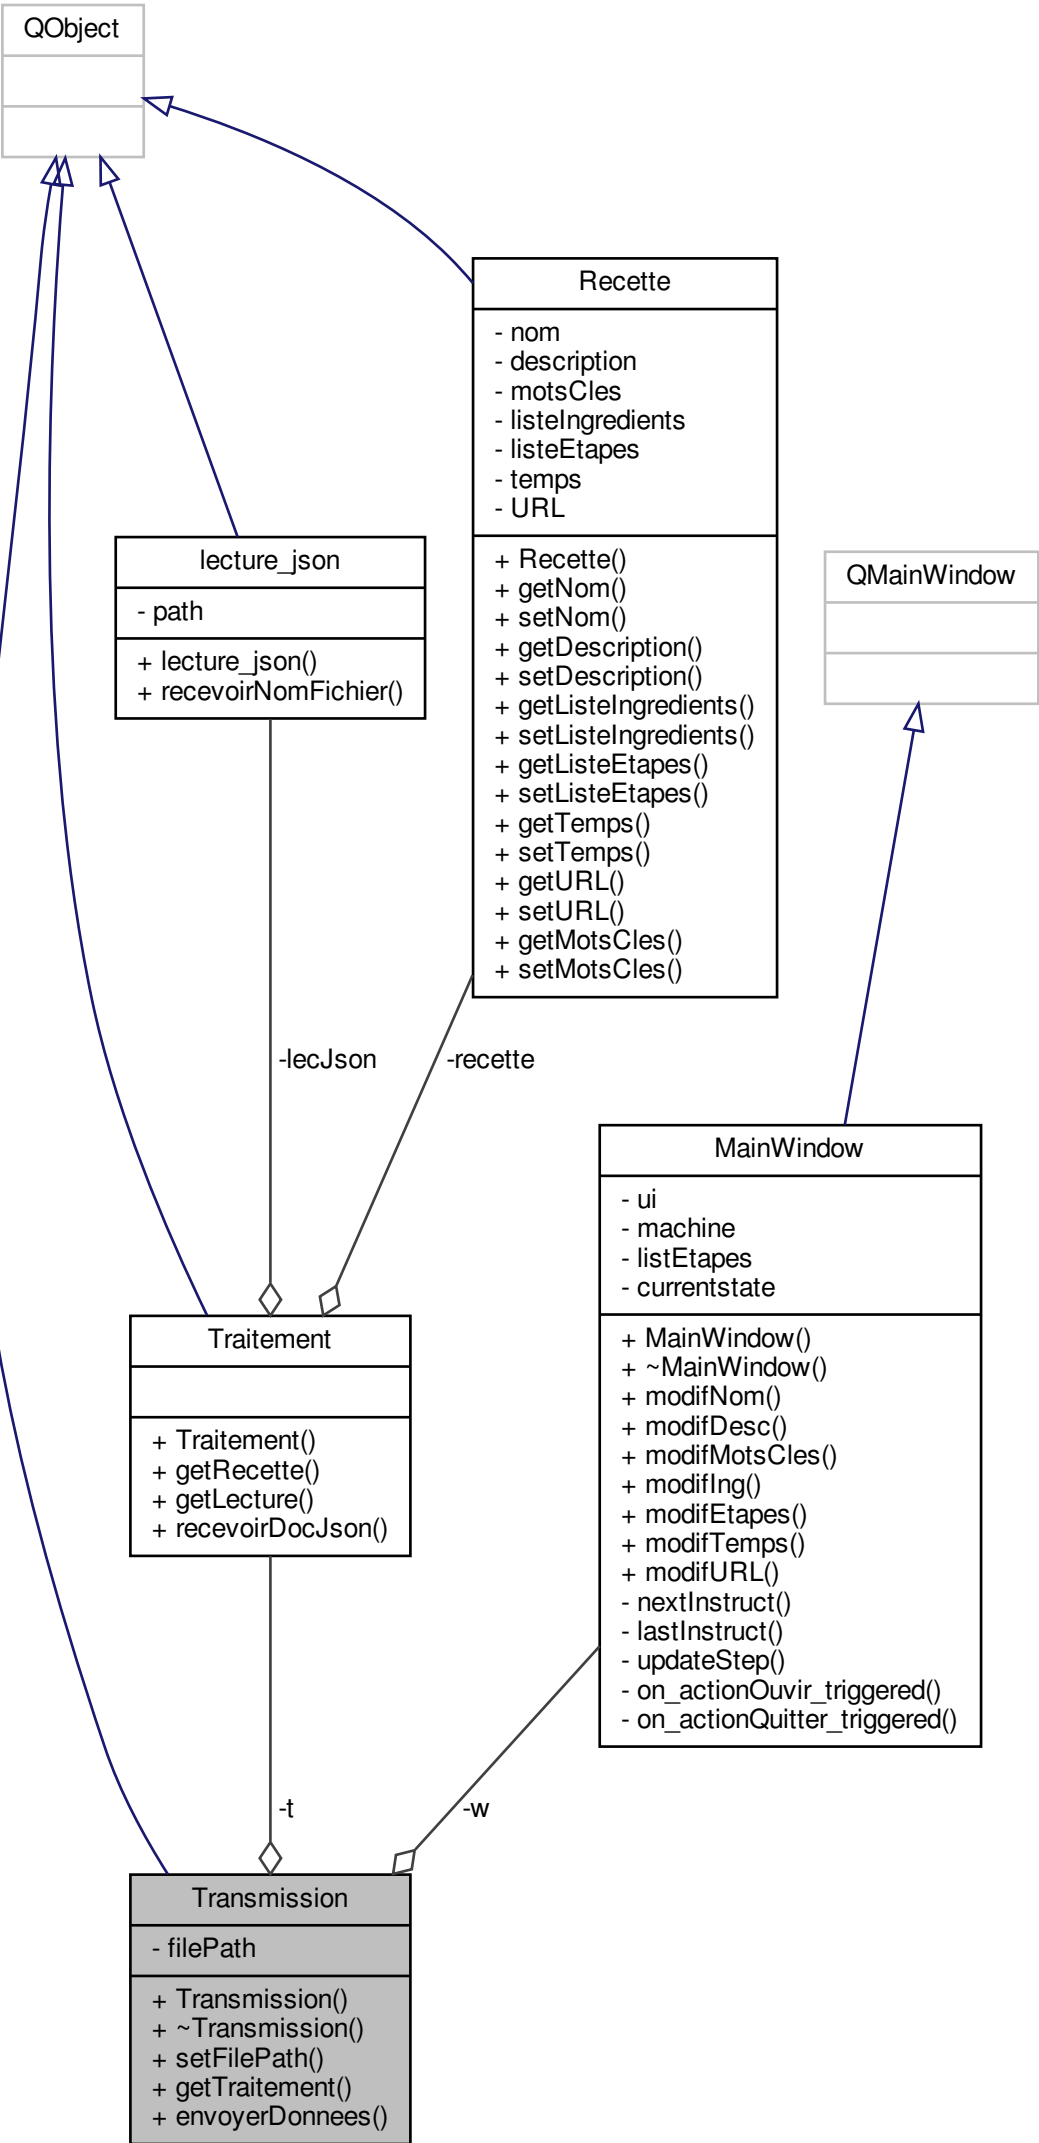 QObject
Recette
- nom
- description
- motsCles
- listeIngredients
- listeEtapes
- temps
- URL
+ Recette()
+ getNom()
+ setNom()
+ getDescription()
+ setDescription()
+ getListeIngredients()
+ setListeIngredients()
+ getListeEtapes()
+ setListeEtapes()
+ getTemps()
+ setTemps()
+ getURL()
+ setURL()
+ getMotsCles()
+ setMotsCles()
lecture_json
- path
+ lecture_json()
+ recevoirNomFichier()
QMainWindow
-lecJson
-recette
MainWindow
- ui
- machine
- listEtapes
- currentstate
+ MainWindow()
+ ~MainWindow()
+ modifNom()
+ modifDesc()
+ modifMotsCles()
+ modifIng()
+ modifEtapes()
+ modifTemps()
+ modifURL()
- nextInstruct()
- lastInstruct()
- updateStep()
- on_actionOuvir_triggered()
- on_actionQuitter_triggered()
Traitement
+ Traitement()
+ getRecette()
+ getLecture()
+ recevoirDocJson()
-t
-w
Transmission
- filePath
+ Transmission()
+ ~Transmission()
+ setFilePath()
+ getTraitement()
+ envoyerDonnees()